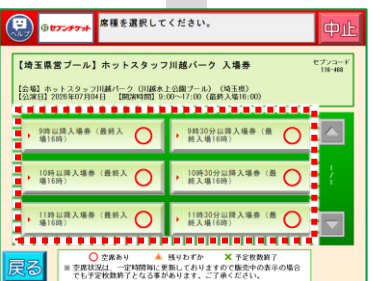 ヘルプ
セブンチケット
席種を選択してください。
中止
【埼玉県営プール】ホットスタッフ川越パーク 入場券
セブンコード
118-468
【会場】ホットスタッフ川越パーク（川越水上公園プール）（埼玉県）
【公演日】2026年07月04日 【開演時間】9:00～17:00（最終入場16:00）
9時以降入場券（最終入場16時）
9時30分以降入場券（最終入場16時）
10時以降入場券（最終入場16時）
10時30分以降入場券（最終入場16時）
11時以降入場券（最終入場16時）
11時30分以降入場券（最終入場16時）
1/1
戻る
○ 空席あり ▲ 残りわずか × 予定枚数終了
※ 空席状況は、一定時間毎に更新しておりますので販売中の表示の場合
でも予定枚数終了となる事があります。ご了承ください。